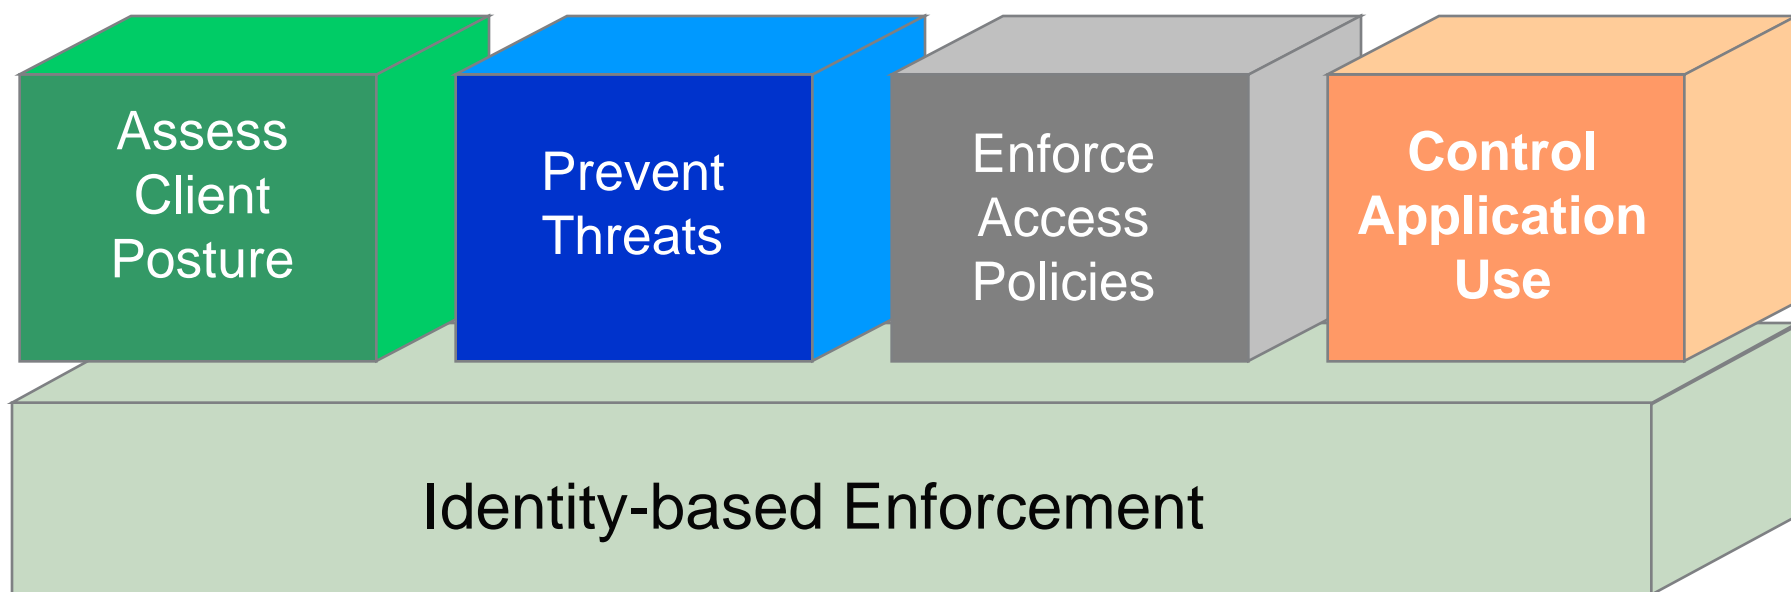 Assess
Client
Posture
Prevent
Threats
Enforce
Access
Policies
Control
Application
Use
Identity-based Enforcement